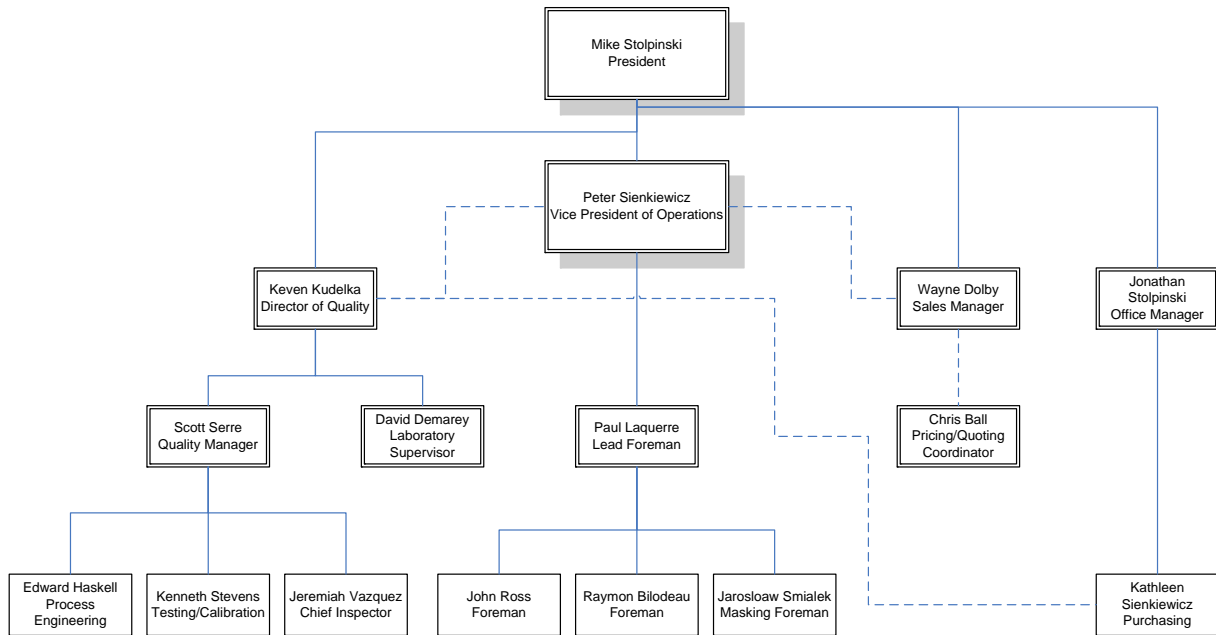 Mike Stolpinski
President
Peter Sienkiewicz
Vice President of Operations
Keven Kudelka
Director of Quality
Wayne Dolby
Sales Manager
Jonathan
Stolpinski
Office Manager
Scott Serre
Quality Manager
David Demarey
Laboratory
Supervisor
Paul Laquerre
Lead Foreman
Chris Ball
Pricing/Quoting
Coordinator
Edward Haskell
Process
Engineering
Kenneth Stevens
Testing/Calibration
Jeremiah Vazquez
Chief Inspector
John Ross
Foreman
Raymon Bilodeau
Foreman
Jarosloaw Smialek
Masking Foreman
Kathleen
Sienkiewicz
Purchasing